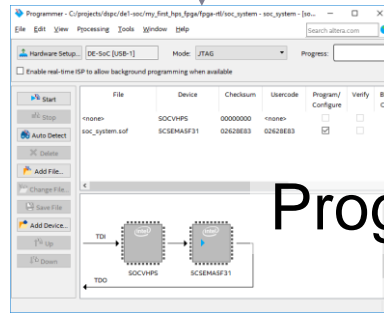 Programmer - C:/projects/dspc/de1-soc/my_first_hps_fpga/fpga-rtl/soc_system - soc_system - [so...
File Edit View Processing Tools Window Help
Search altera.com
Hardware Setup... DE-SoC [USB-1] Mode: JTAG Progress:
Enable real-time ISP to allow background programming when available
Start
Stop
Auto Detect
Delete
Add File...
Change File...
Save File
Add Device...
Up
Down
File Device Checksum Usercode Program/ Configure Verify
<none> SOCVHPS 00000000 <none>
soc_system.sof 5CSEMA5F31 02628E83 02628E83
Prog
TDI
TDO
intel
intel
SOCVHPS
5CSEMA5F31